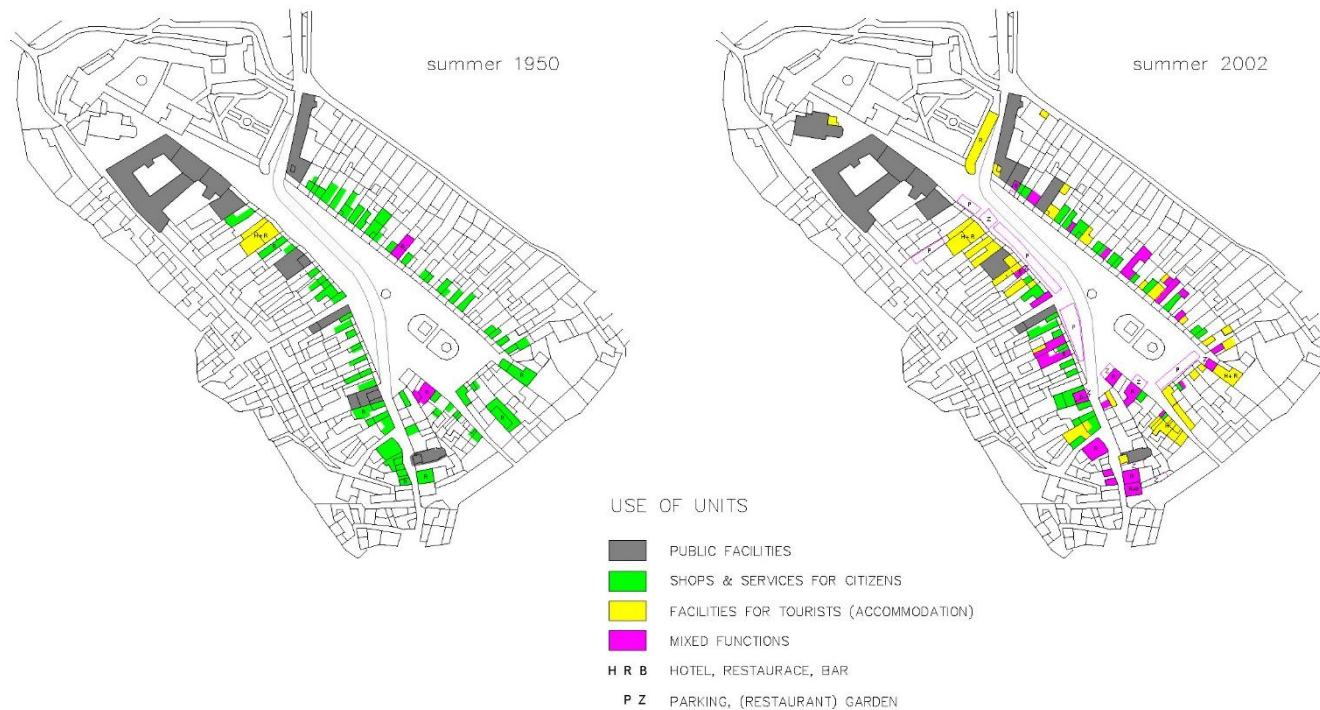 summer 1950
summer 2002
H+R
H+R
P
Z
P
P
P
H+R
USE OF UNITS
PUBLIC FACILITIES
SHOPS & SERVICES FOR CITIZENS
FACILITIES FOR TOURISTS (ACCOMMODATION)
MIXED FUNCTIONS
H R B HOTEL, RESTAURACE, BAR
P Z PARKING, (RESTAURANT) GARDEN